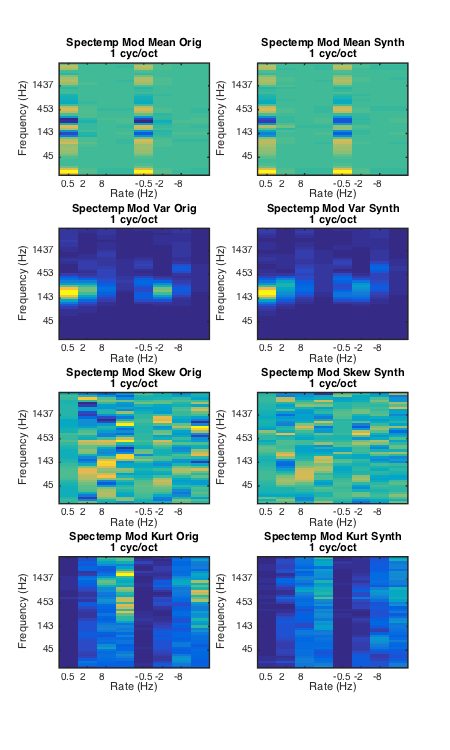 Spectemp Mod Mean Orig
1 cyc/oct
Frequency (Hz)
1437
453
143
45
0.5 2 8 -0.5 -2 -8
Rate (Hz)
Spectemp Mod Mean Synth
1 cyc/oct
Frequency (Hz)
1437
453
143
45
0.5 2 8 -0.5 -2 -8
Rate (Hz)
Spectemp Mod Var Orig
1 cyc/oct
Frequency (Hz)
1437
453
143
45
0.5 2 8 -0.5 -2 -8
Rate (Hz)
Spectemp Mod Var Synth
1 cyc/oct
Frequency (Hz)
1437
453
143
45
0.5 2 8 -0.5 -2 -8
Rate (Hz)
Spectemp Mod Skew Orig
1 cyc/oct
Frequency (Hz)
1437
453
143
45
0.5 2 8 -0.5 -2 -8
Rate (Hz)
Spectemp Mod Skew Synth
1 cyc/oct
Frequency (Hz)
1437
453
143
45
0.5 2 8 -0.5 -2 -8
Rate (Hz)
Spectemp Mod Kurt Orig
1 cyc/oct
Frequency (Hz)
1437
453
143
45
0.5 2 8 -0.5 -2 -8
Rate (Hz)
Spectemp Mod Kurt Synth
1 cyc/oct
Frequency (Hz)
1437
453
143
45
0.5 2 8 -0.5 -2 -8
Rate (Hz)